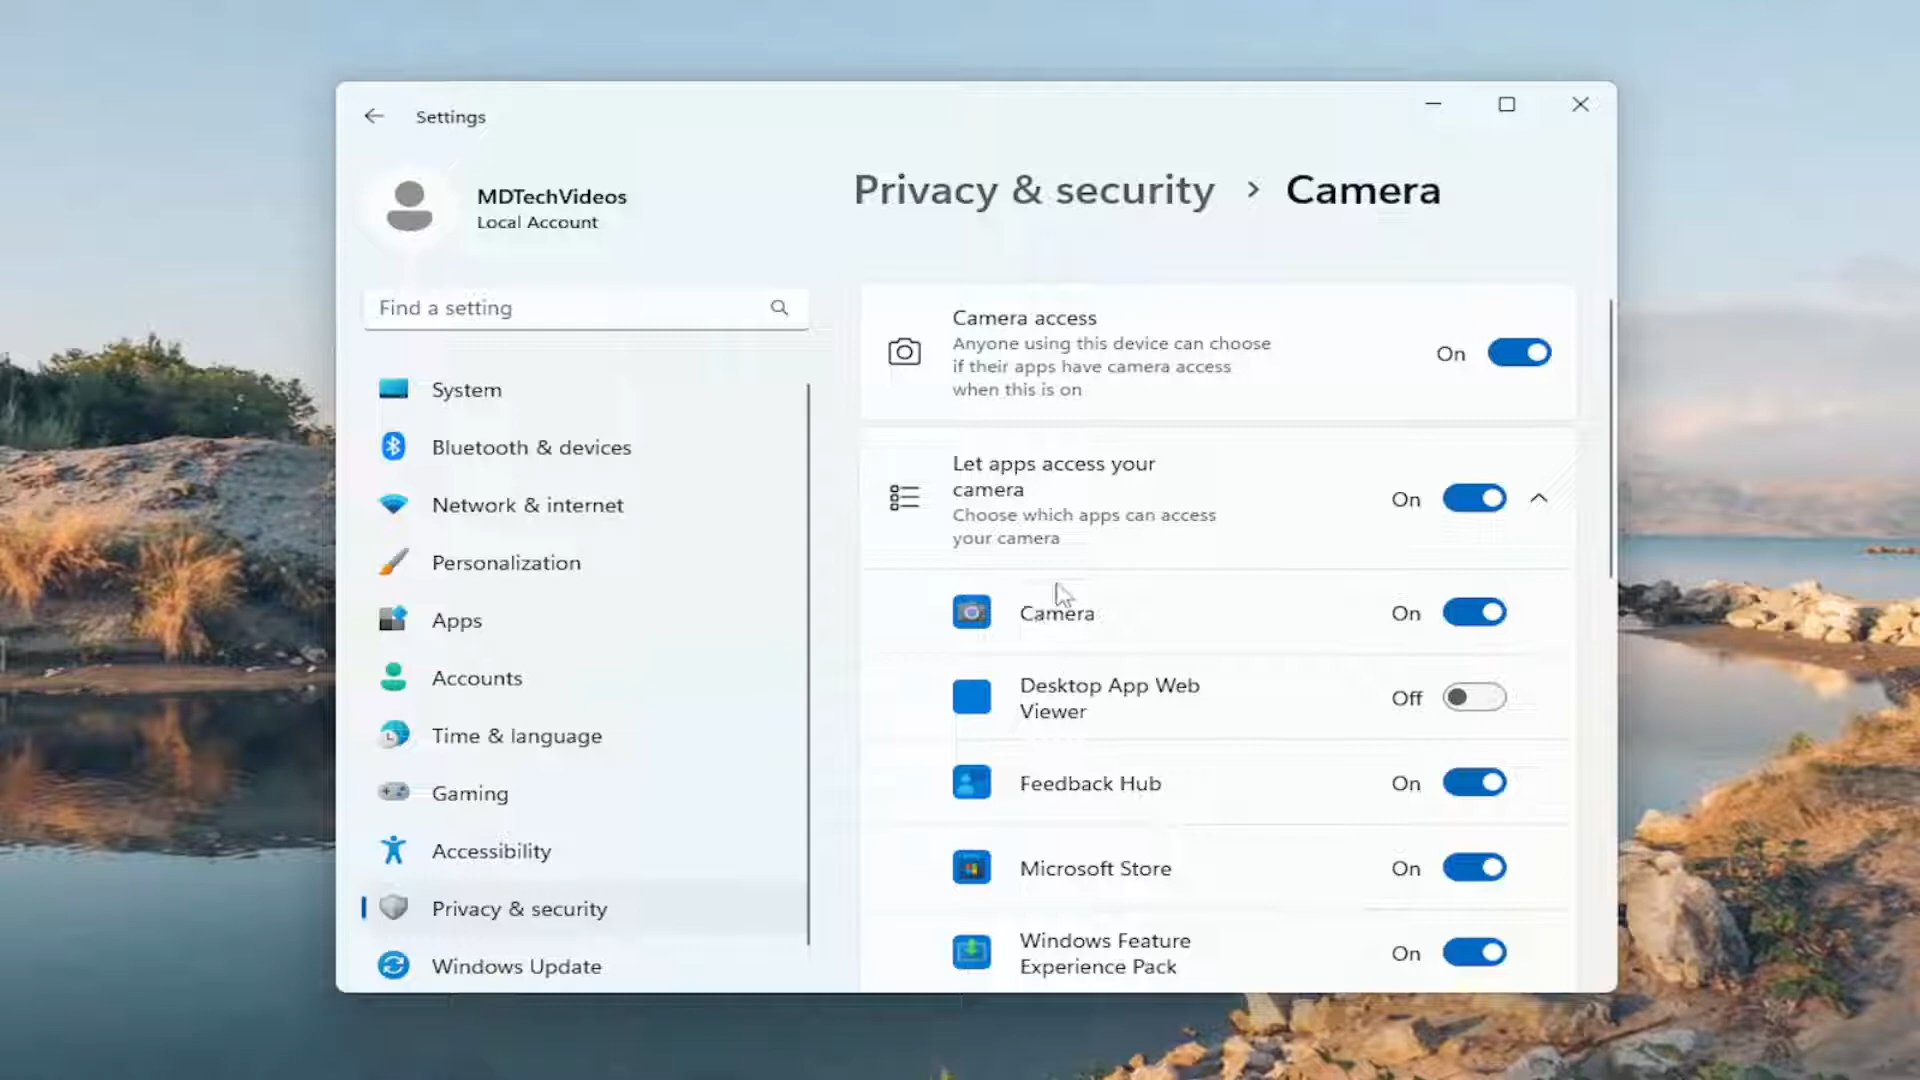 Settings
MDTechVideos
Local Account
Find a setting
System
Bluetooth & devices
Network & internet
Personalization
Apps
Accounts
Time & language
Gaming
Accessibility
Privacy & security
Windows Update
Privacy & security > Camera
Camera access
Anyone using this device can choose
if their apps have camera access
when this is on
On
Let apps access your
camera
Choose which apps can access
your camera
On
Camera
On
Desktop App Web
Viewer
Off
Feedback Hub
On
Microsoft Store
On
Windows Feature
Experience Pack
On